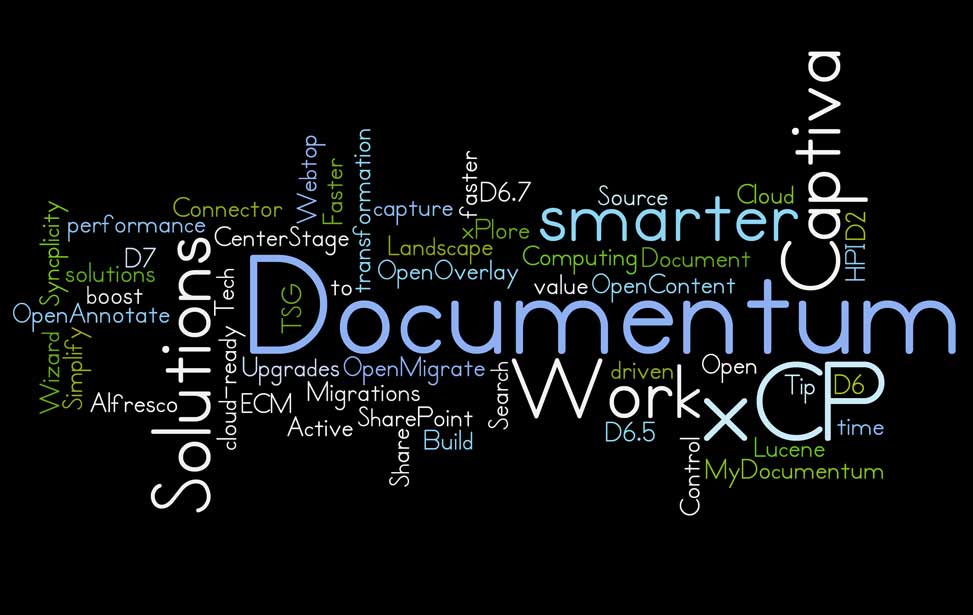 Captiva
Webtop
Faster
transformation
faster
D6.7
Source
Cloud
Syncplicity
performance
Connector
capture
smarter
D2
HPI
D7
solutions
CenterStage
Landscape
xPlore
Computing
Document
boost
Solutions
Tech
TSG
to
OpenOverlay
value
OpenContent
OpenAnnotate
Documentum
Wizard
Simplify
cloud-ready
Upgrades
OpenMigrate
Search
Work
driven
Open
xCP
Tip
D6
Alfresco
ECM
Migrations
Active
SharePoint
Share
Build
D6.5
time
Control
Lucene
MyDocumentum